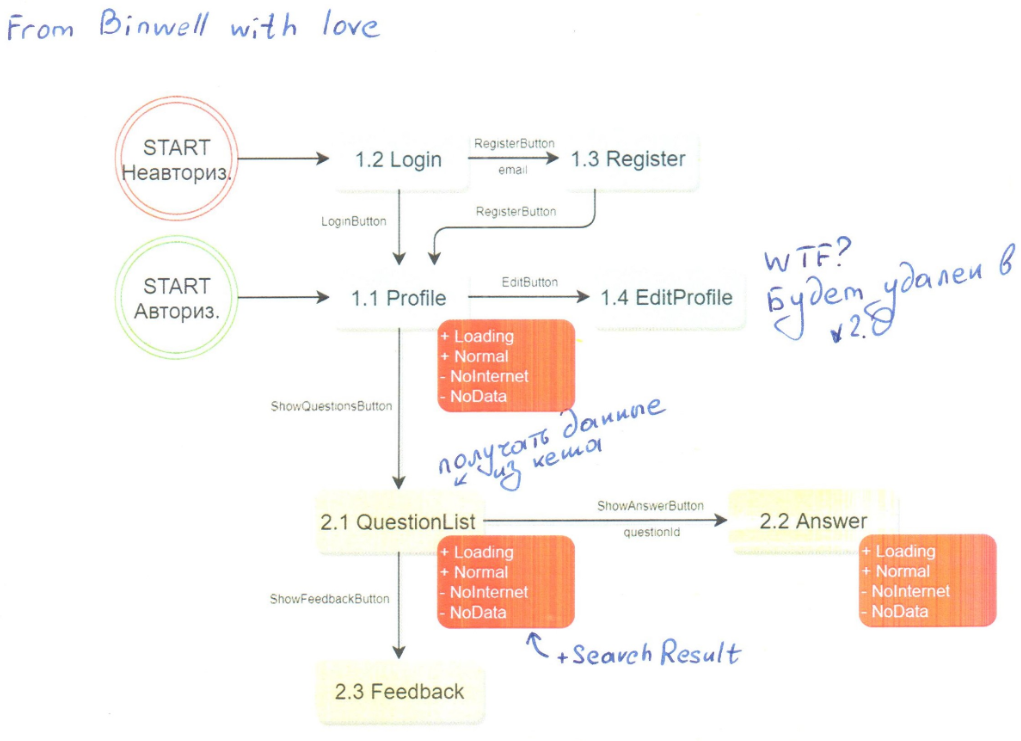 From Binwell with love
START
Неавториз.
1.2 Login
RegisterButton
email
1.3 Register
LoginButton
RegisterButton
START
Авториз.
1.1 Profile
EditButton
1.4 EditProfile
WTF?
Будет удален в
v2.0
+ Loading
+ Normal
- NoInternet
- NoData
ShowQuestionsButton
получать данные
из кеша
2.1 QuestionList
ShowAnswerButton
questionId
2.2 Answer
+ Loading
+ Normal
- NoInternet
- NoData
+ Loading
+ Normal
- NoInternet
- NoData
ShowFeedbackButton
+Search Result
2.3 Feedback